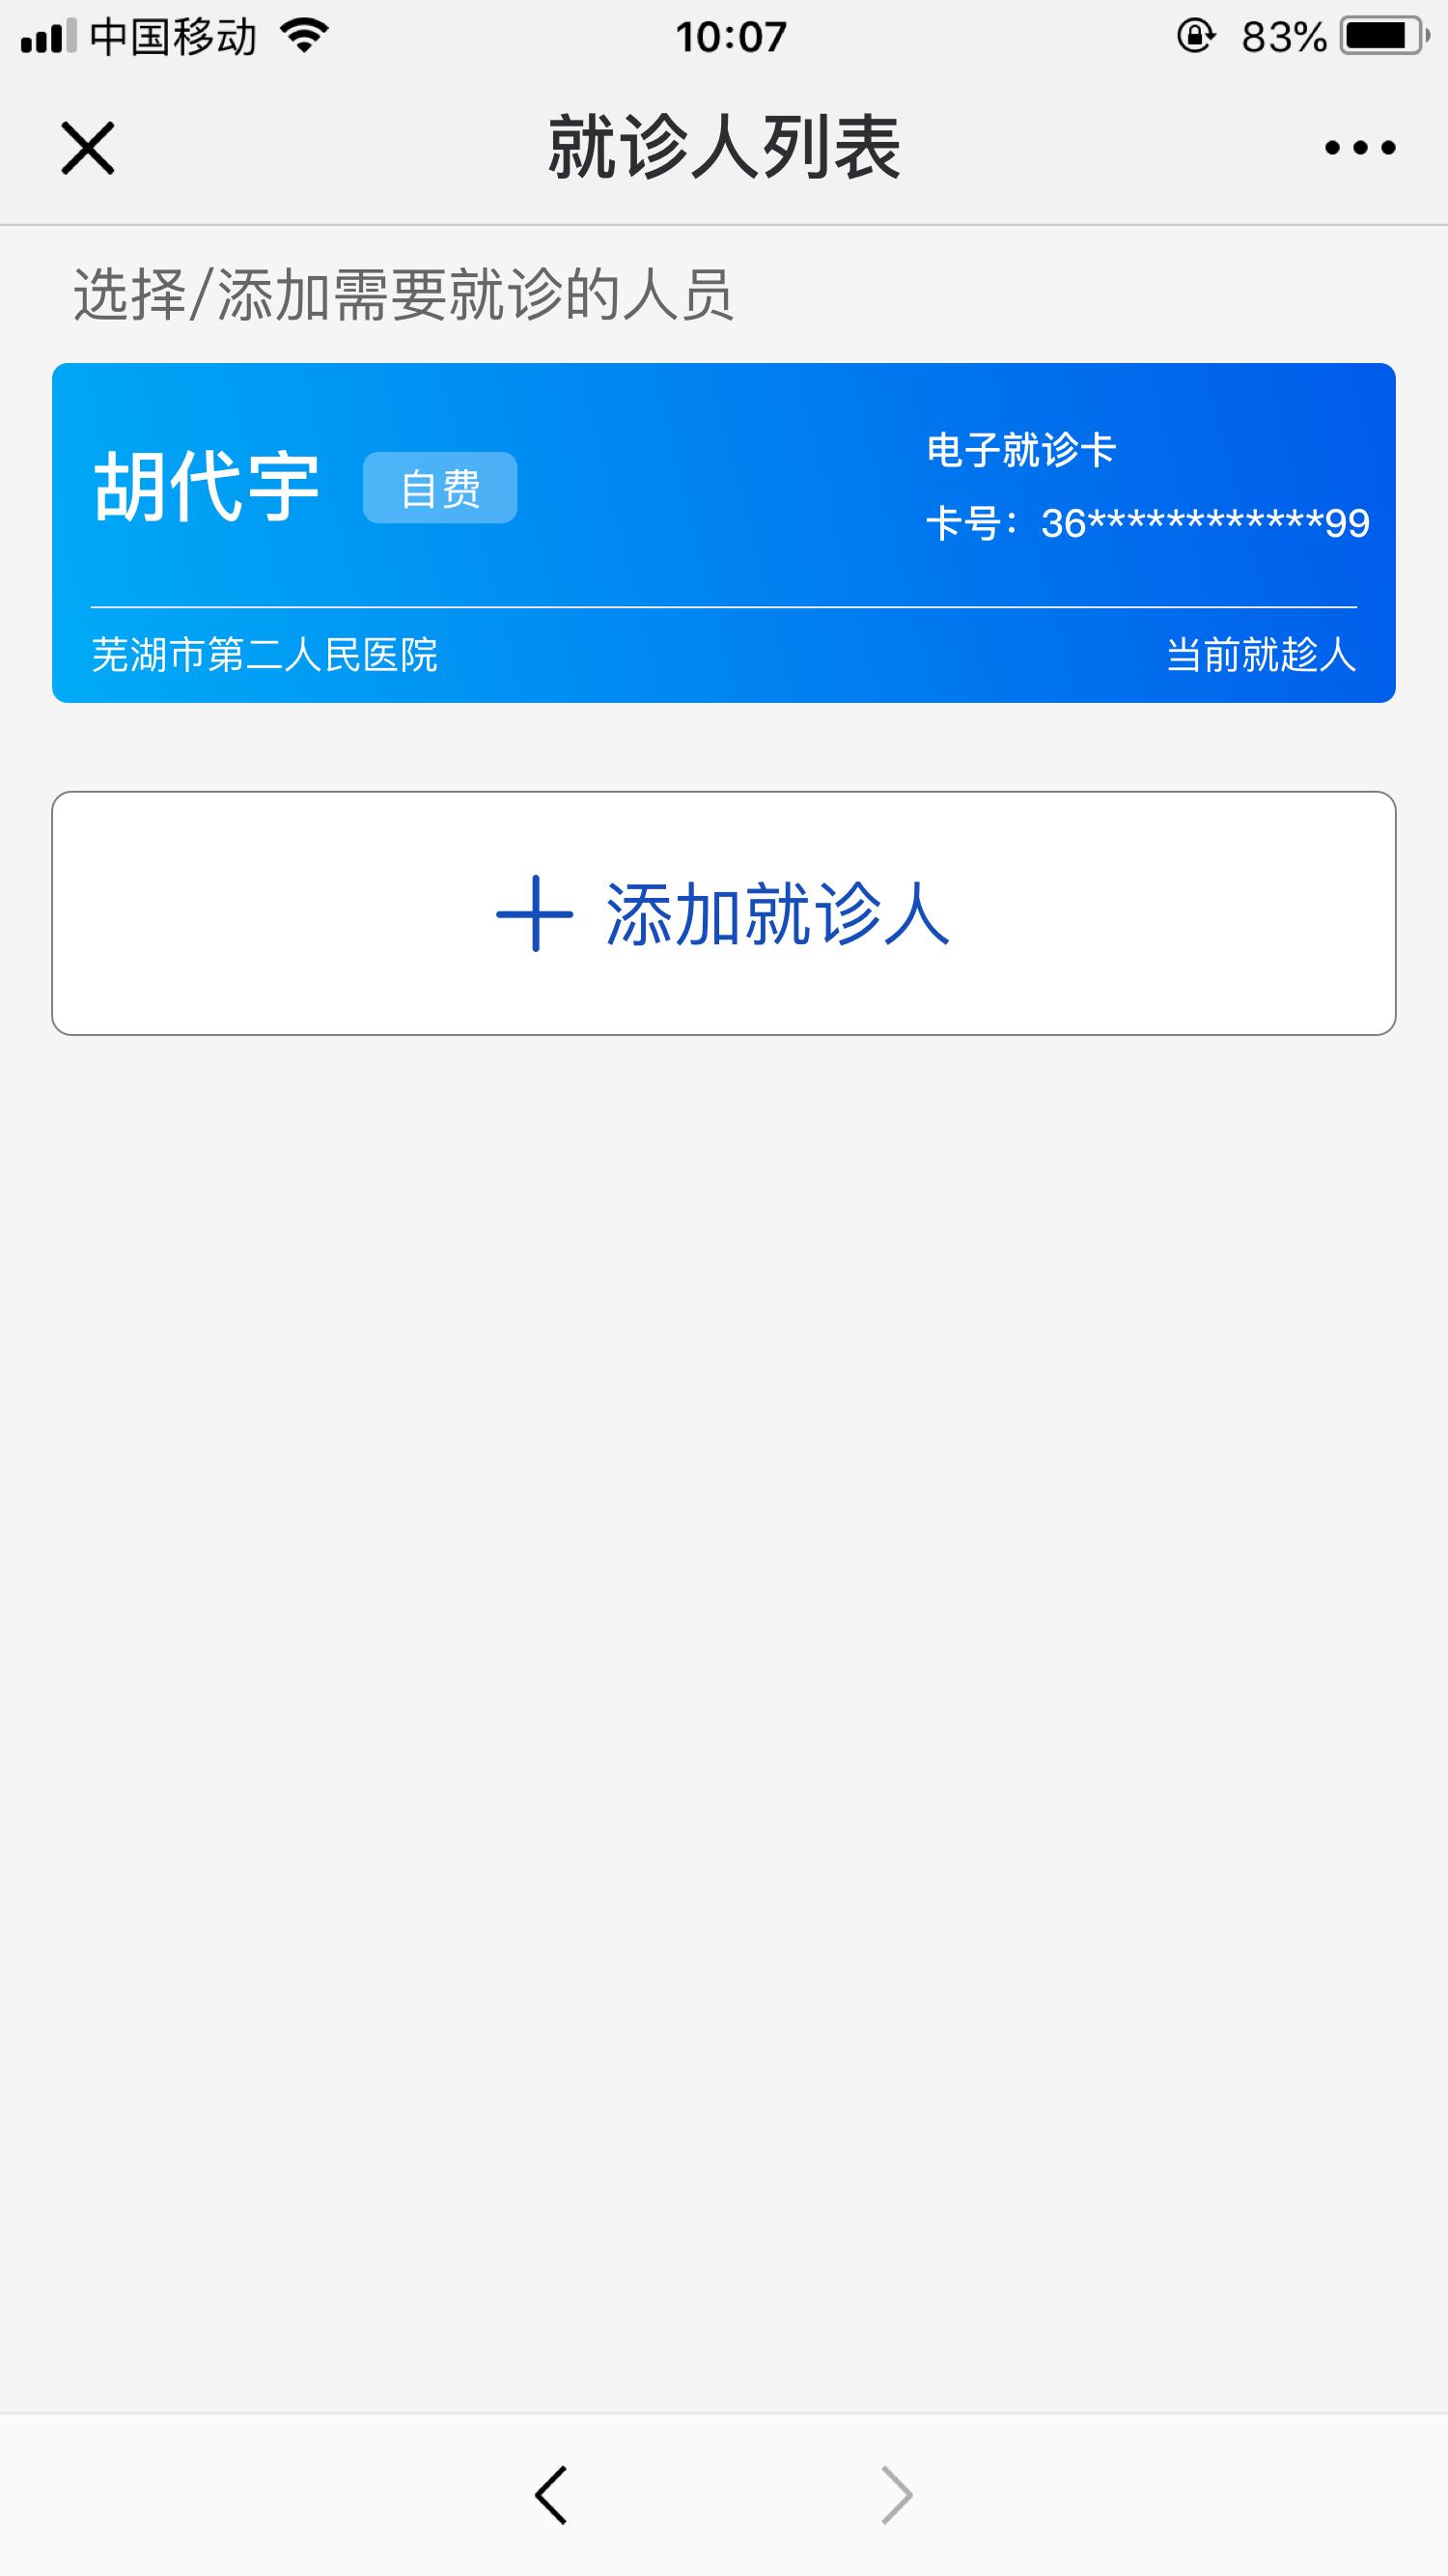 中国移动 10:07 83%
就诊人列表
选择/添加需要就诊的人员
胡代宇 自费
电子就诊卡
卡号：36************99
芜湖市第二人民医院 当前就趁人
添加就诊人